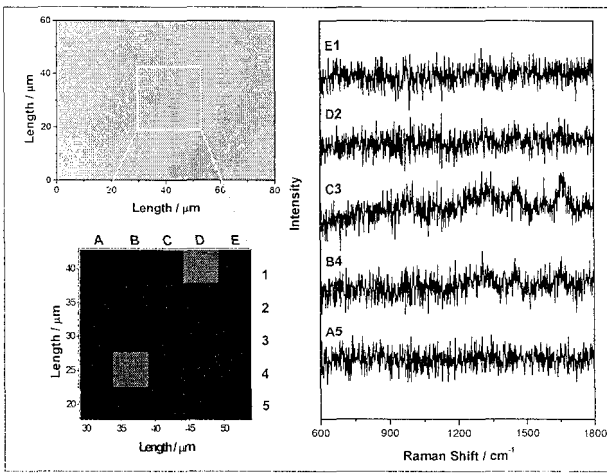 60
40
20
0
Length / μm
0 20 40 60 80
Length / μm
A B C D E
40
35
30
25
20
Length / μm
1
2
3
4
5
30 35 40 45 50
Length / μm
E1
D2
C3
B4
A5
Intensity
600 900 1200 1500 1800
Raman Shift / cm⁻¹